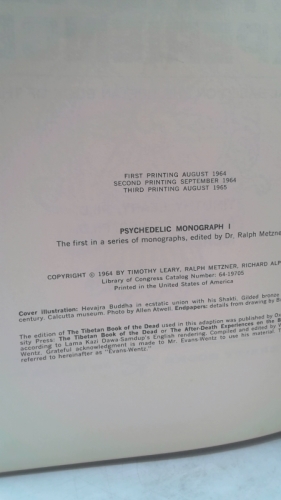 FIRST PRINTING AUGUST 1964
SECOND PRINTING SEPTEMBER 1964
THIRD PRINTING AUGUST 1965
PSYCHEDELIC MONOGRAPH I
The first in a series of monographs, edited by Dr. Ralph Metzne
COPYRIGHT © 1964 BY TIMOTHY LEARY, RALPH METZNER, RICHARD ALP
Library of Congress Catalog Number: 64-19705
Printed in the United States of America
Cover illustration: Havajra Buddha in ecstatic union with his Shakti. Gilded bronze
century. Calcutta museum. Photo by Allen Atwell. Endpapers: details from drawing by
The edition of The Tibetan Book of the Dead used in this adaption was published by O
sity Press: The Tibetan Book of the Dead or The After-Death Experiences on the B
according to Lama Kazi Dawa-Samdup's English rendering. Compiled and edited by
Wentz. Grateful acknowledgment is made to Mr. Evans-Wentz to use his material.
referred to hereinafter as "Evans-Wentz."